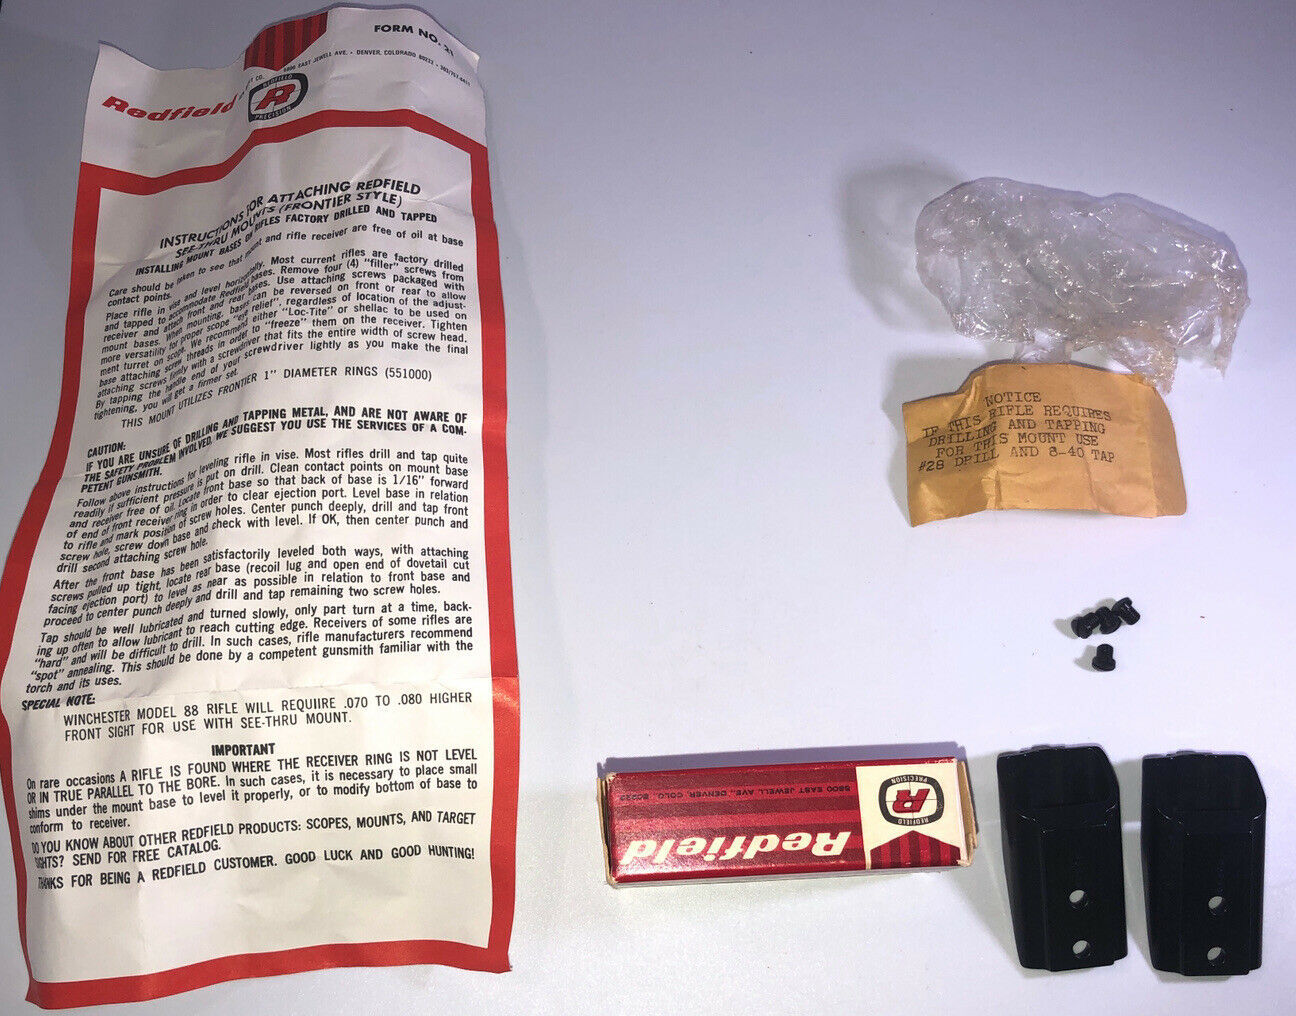 FORM NO. 21
5800 EAST JEWELL AVE. • DENVER, COLORADO 80222 • 303/757-6411
CO.
Redfield
REDFIELD
R
PRECISION
INSTRUCTIONS FOR ATTACHING REDFIELD
SEE-THRU MOUNTS (FRONTIER STYLE)
INSTALLING MOUNT BASES ON RIFLES FACTORY DRILLED AND TAPPED
Care should be taken to see that mount and rifle receiver are free of oil at base
contact points.
Place rifle in vise and level horizontally. Most current rifles are factory drilled
and tapped to accommodate Redfield bases. Remove four (4) "filler" screws from
receiver and attach front and rear bases. Use attaching screws packaged with
mount bases. When mounting, bases can be reversed on front or rear to allow
more versatility for proper scope "eye relief", regardless of location of the adjust-
ment turret on scope. We recommend either "Loc-Tite" or shellac to be used on
base attaching screw threads in order to "freeze" them on the receiver. Tighten
attaching screws firmly with a screwdriver that fits the entire width of screw head.
By tapping the handle end of your screwdriver lightly as you make the final
tightening, you will get a firmer set.
THIS MOUNT UTILIZES FRONTIER 1" DIAMETER RINGS (551000)
CAUTION:
IF YOU ARE UNSURE OF DRILLING AND TAPPING METAL, AND ARE NOT AWARE OF
THE SAFETY PROBLEM INVOLVED, WE SUGGEST YOU USE THE SERVICES OF A COM-
PETENT GUNSMITH.
Follow above instructions for leveling rifle in vise. Most rifles drill and tap quite
readily if sufficient pressure is put on drill. Clean contact points on mount base
and receiver free of oil. Locate front base so that back of base is 1/16" forward
of end of front receiver ring in order to clear ejection port. Level base in relation
to rifle and mark position of screw holes. Center punch deeply, drill and tap front
screw hole, screw down base and check with level. If OK, then center punch and
drill second attaching screw hole.
After the front base has been satisfactorily leveled both ways, with attaching
screws pulled up tight, locate rear base (recoil lug and open end of dovetail cut
facing ejection port) to level as near as possible in relation to front base and
proceed to center punch deeply and drill and tap remaining two screw holes.
Tap should be well lubricated and turned slowly, only part turn at a time, back-
ing up often to allow lubricant to reach cutting edge. Receivers of some rifles are
"hard" and will be difficult to drill. In such cases, rifle manufacturers recommend
"spot" annealing. This should be done by a competent gunsmith familiar with the
torch and its uses.
SPECIAL NOTE:
WINCHESTER MODEL 88 RIFLE WILL REQUIIRE .070 TO .080 HIGHER
FRONT SIGHT FOR USE WITH SEE-THRU MOUNT.
IMPORTANT
On rare occasions A RIFLE IS FOUND WHERE THE RECEIVER RING IS NOT LEVEL
OR IN TRUE PARALLEL TO THE BORE. In such cases, it is necessary to place small
shims under the mount base to level it properly, or to modify bottom of base to
conform to receiver.
DO YOU KNOW ABOUT OTHER REDFIELD PRODUCTS: SCOPES, MOUNTS, AND TARGET
SIGHTS? SEND FOR FREE CATALOG.
THANKS FOR BEING A REDFIELD CUSTOMER. GOOD LUCK AND GOOD HUNTING!
NOTICE
IF THIS RIFLE REQUIRES
DRILLING AND TAPPING
FOR THIS MOUNT USE
#28 DRILL AND 8-40 TAP
Redfield
REDFIELD
R
PRECISION
5800 EAST JEWELL AVE., DENVER, COLO. 80222